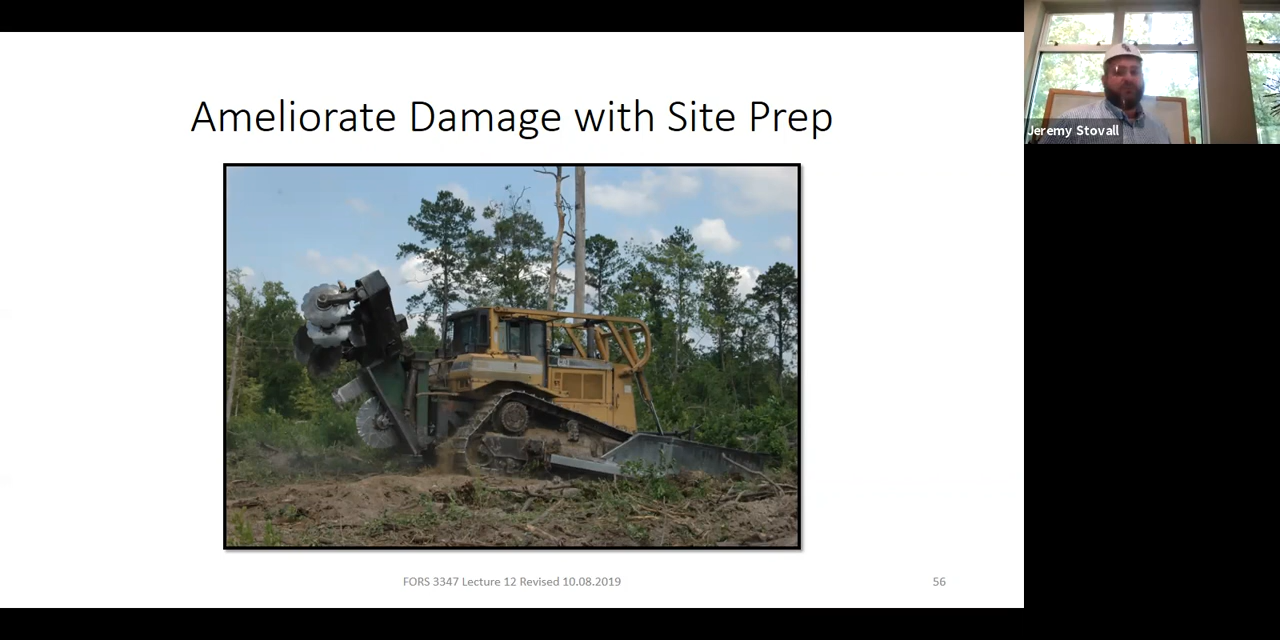 Ameliorate Damage with Site Prep
Jeremy Stovall
FORS 3347 Lecture 12 Revised 10.08.2019
56